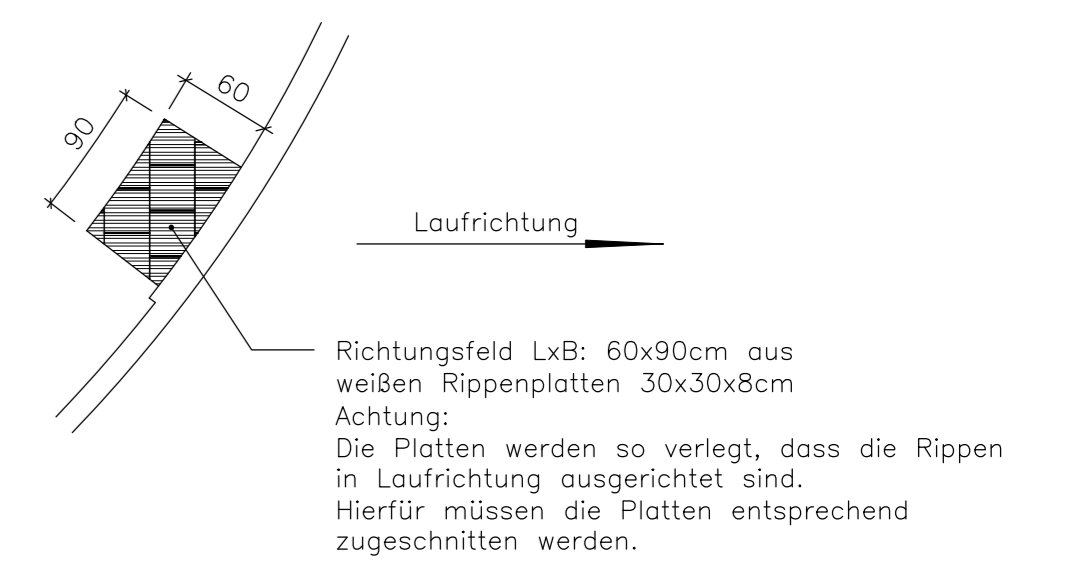 60
90
Laufrichtung
Richtungsfeld LxB: 60x90cm aus
weißen Rippenplatten 30x30x8cm
Achtung:
Die Platten werden so verlegt, dass die Rippen
in Laufrichtung ausgerichtet sind.
Hierfür müssen die Platten entsprechend
zugeschnitten werden.